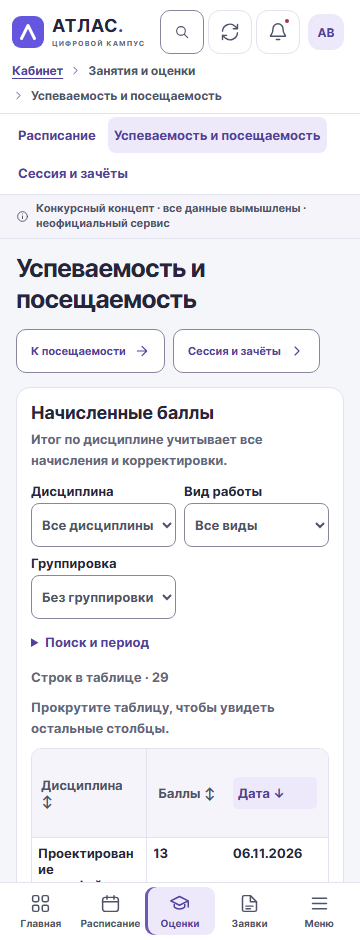 АТЛАС.
ЦИФРОВОЙ КАМПУС
АВ
Кабинет > Занятия и оценки
> Успеваемость и посещаемость
Расписание Успеваемость и посещаемость
Сессия и зачёты
Конкурсный концепт · все данные вымышлены ·
неофициальный сервис
Успеваемость и
посещаемость
К посещаемости → Сессия и зачёты >
Начисленные баллы
Итог по дисциплине учитывает все
начисления и корректировки.
Дисциплина Вид работы
Все дисциплины Все виды
Группировка
Без группировки
Поиск и период
Строк в таблице · 29
Прокрутите таблицу, чтобы увидеть
остальные столбцы.
Дисциплина ↕ Баллы ↕ Дата ↓
Проектирован 13 06.11.2026
ие
Главная Расписание Оценки Заявки Меню